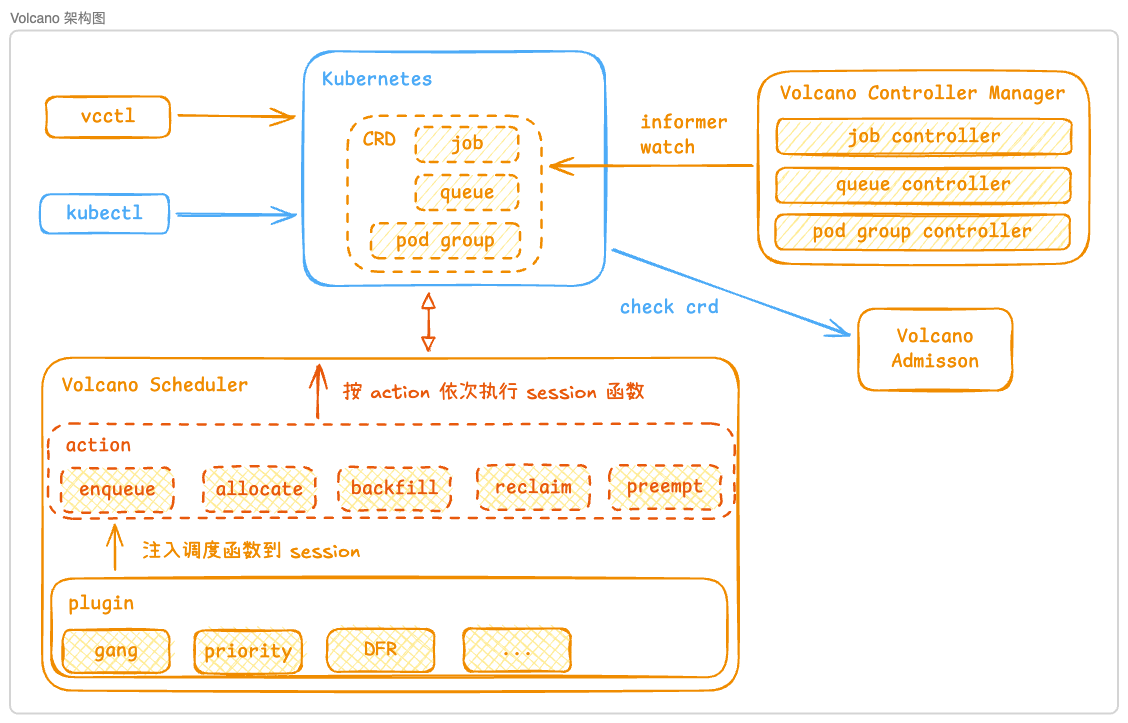 Volcano 架构图
Kubernetes
vcctl
kubectl
CRD
job
queue
pod group
informer
watch
Volcano Controller Manager
job controller
queue controller
pod group controller
check crd
Volcano
Admisson
Volcano Scheduler
按 action 依次执行 session 函数
action
enqueue
allocate
backfill
reclaim
preempt
注入调度函数到 session
plugin
gang
priority
DFR
...